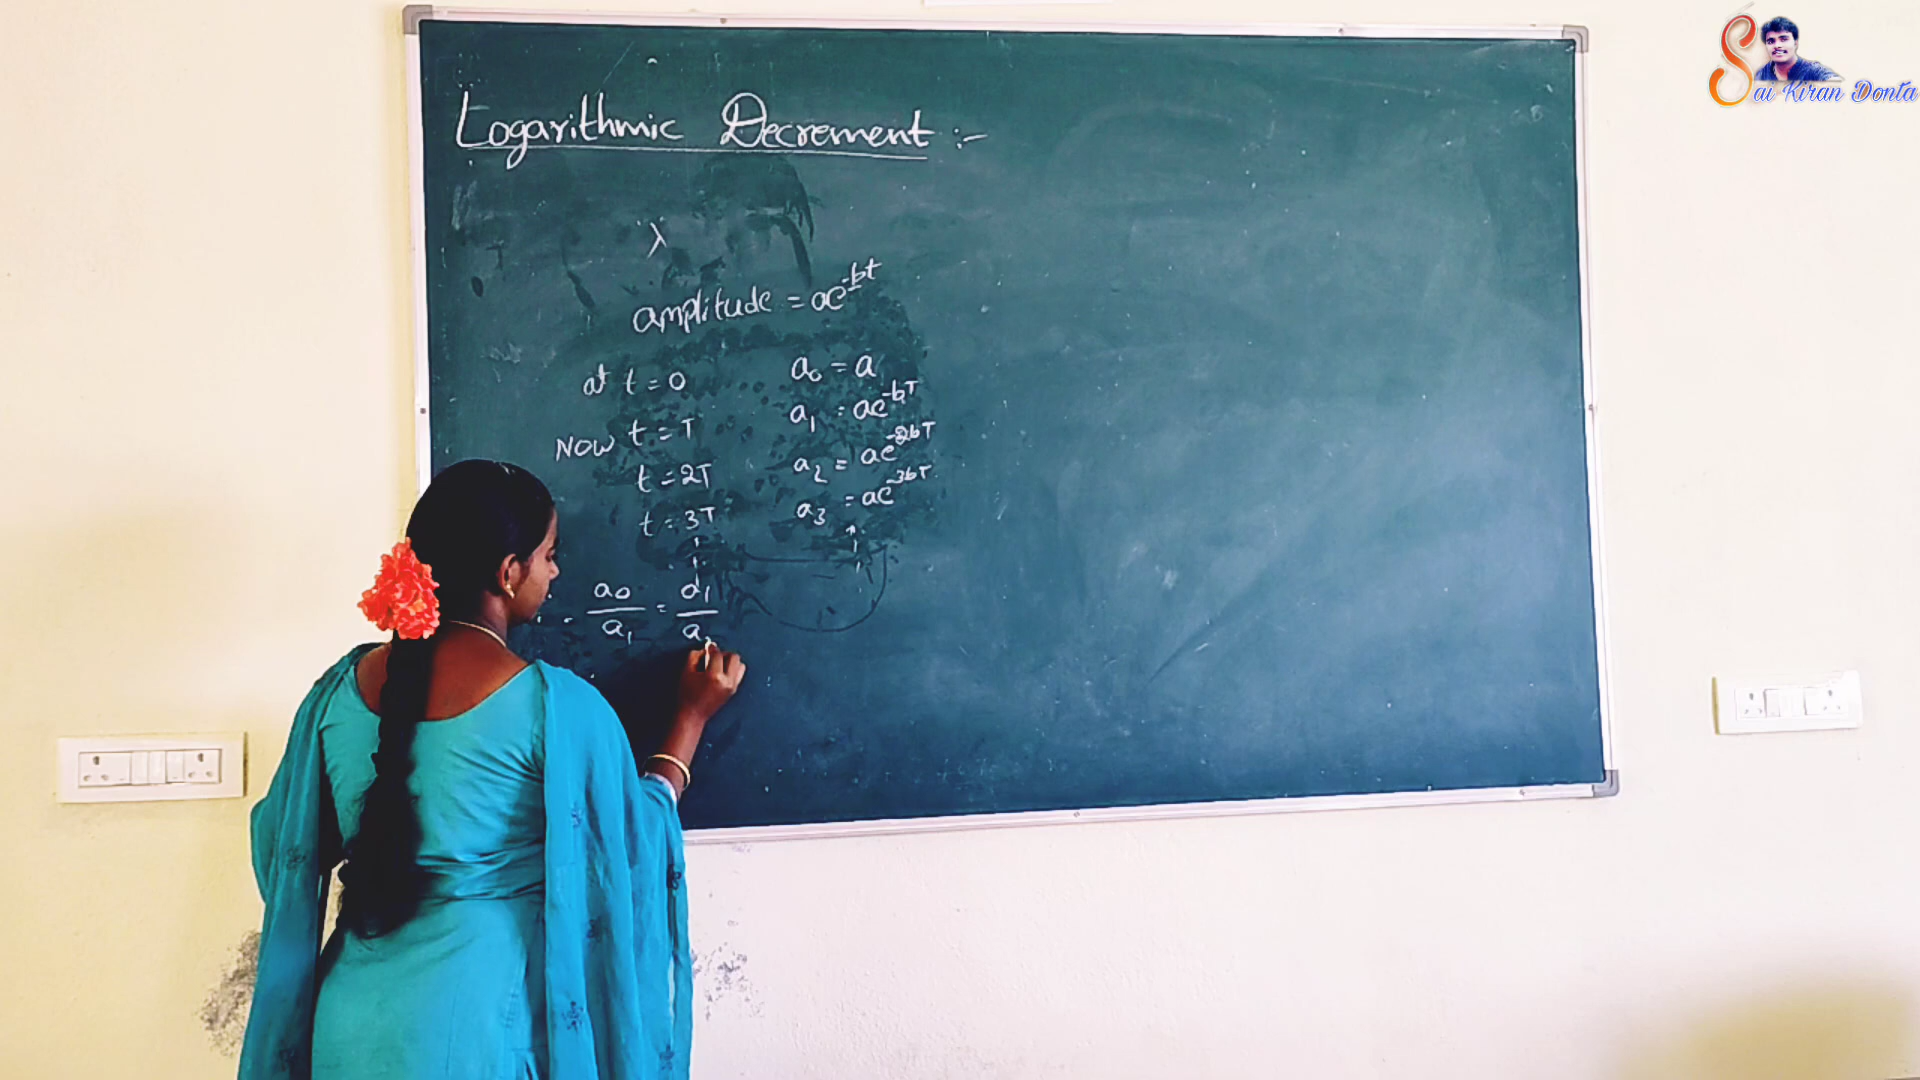 Sai Kiran Donta
Logarithmic Decrement :-
λ
amplitude = ae^-bt
at t = 0 a₀ = a
Now t = T a₁ = ae^-bT
t = 2T a₂ = ae^-2bT
t = 3T a₃ = ae^-3bT
∴ a₀/a₁ = a₁/a₂